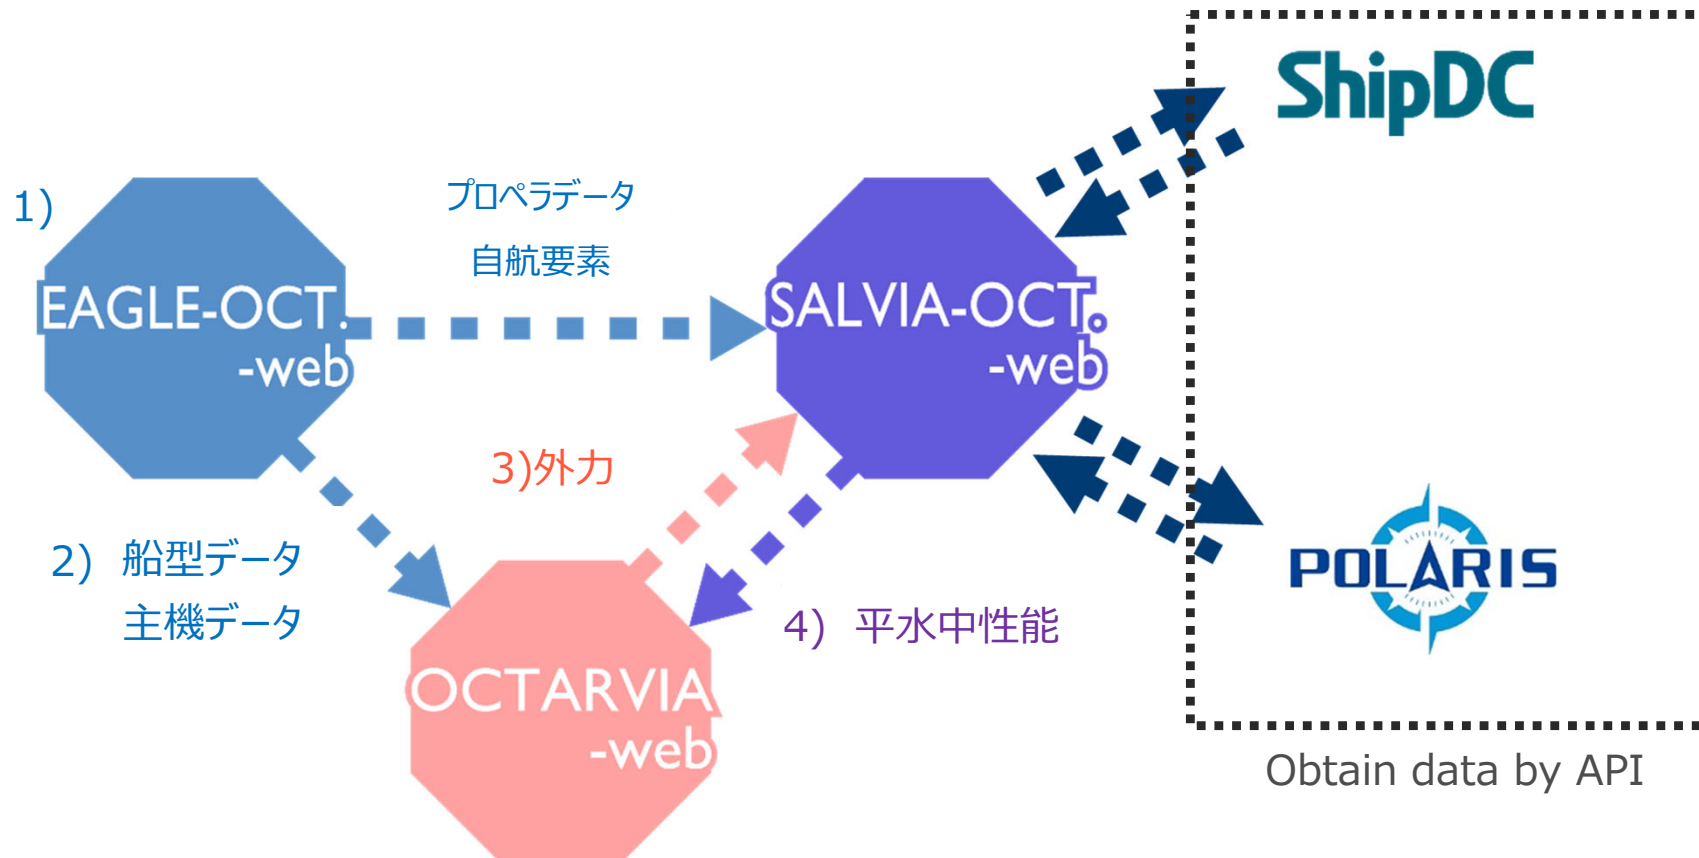 ShipDC
1)
プロペラデータ
自航要素
EAGLE-OCT.
-web
SALVIA-OCT.
-web
3)外力
2) 船型データ
主機データ
4) 平水中性能
POLARIS
OCTARVIA
-web
Obtain data by API